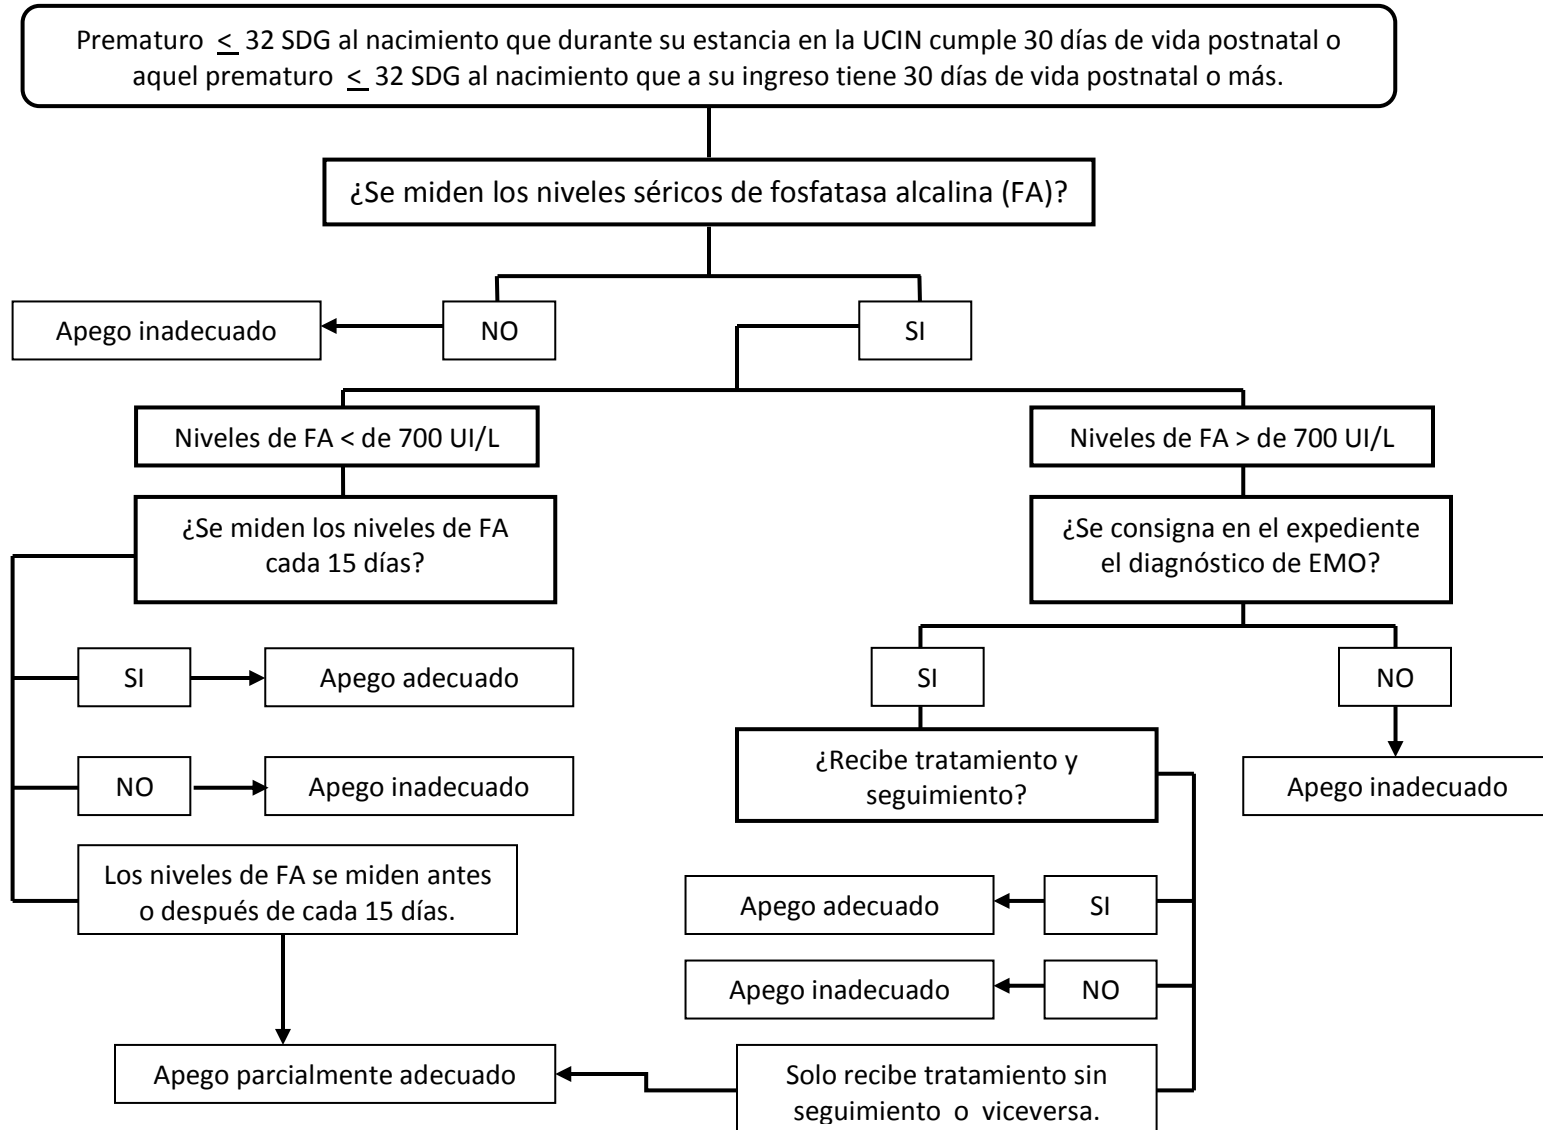 Prematuro < 32 SDG al nacimiento que durante su estancia en la UCIN cumple 30 días de vida postnatal o
aquel prematuro < 32 SDG al nacimiento que a su ingreso tiene 30 días de vida postnatal o más.
¿Se miden los niveles séricos de fosfatasa alcalina (FA)?
Apego inadecuado
NO
SI
Niveles de FA < de 700 UI/L
Niveles de FA > de 700 UI/L
¿Se miden los niveles de FA
cada 15 días?
¿Se consigna en el expediente
el diagnóstico de EMO?
SI
Apego adecuado
SI
NO
NO
Apego inadecuado
¿Recibe tratamiento y
seguimiento?
Apego inadecuado
Los niveles de FA se miden antes
o después de cada 15 días.
Apego adecuado
SI
Apego inadecuado
NO
Apego parcialmente adecuado
Solo recibe tratamiento sin
seguimiento o viceversa.